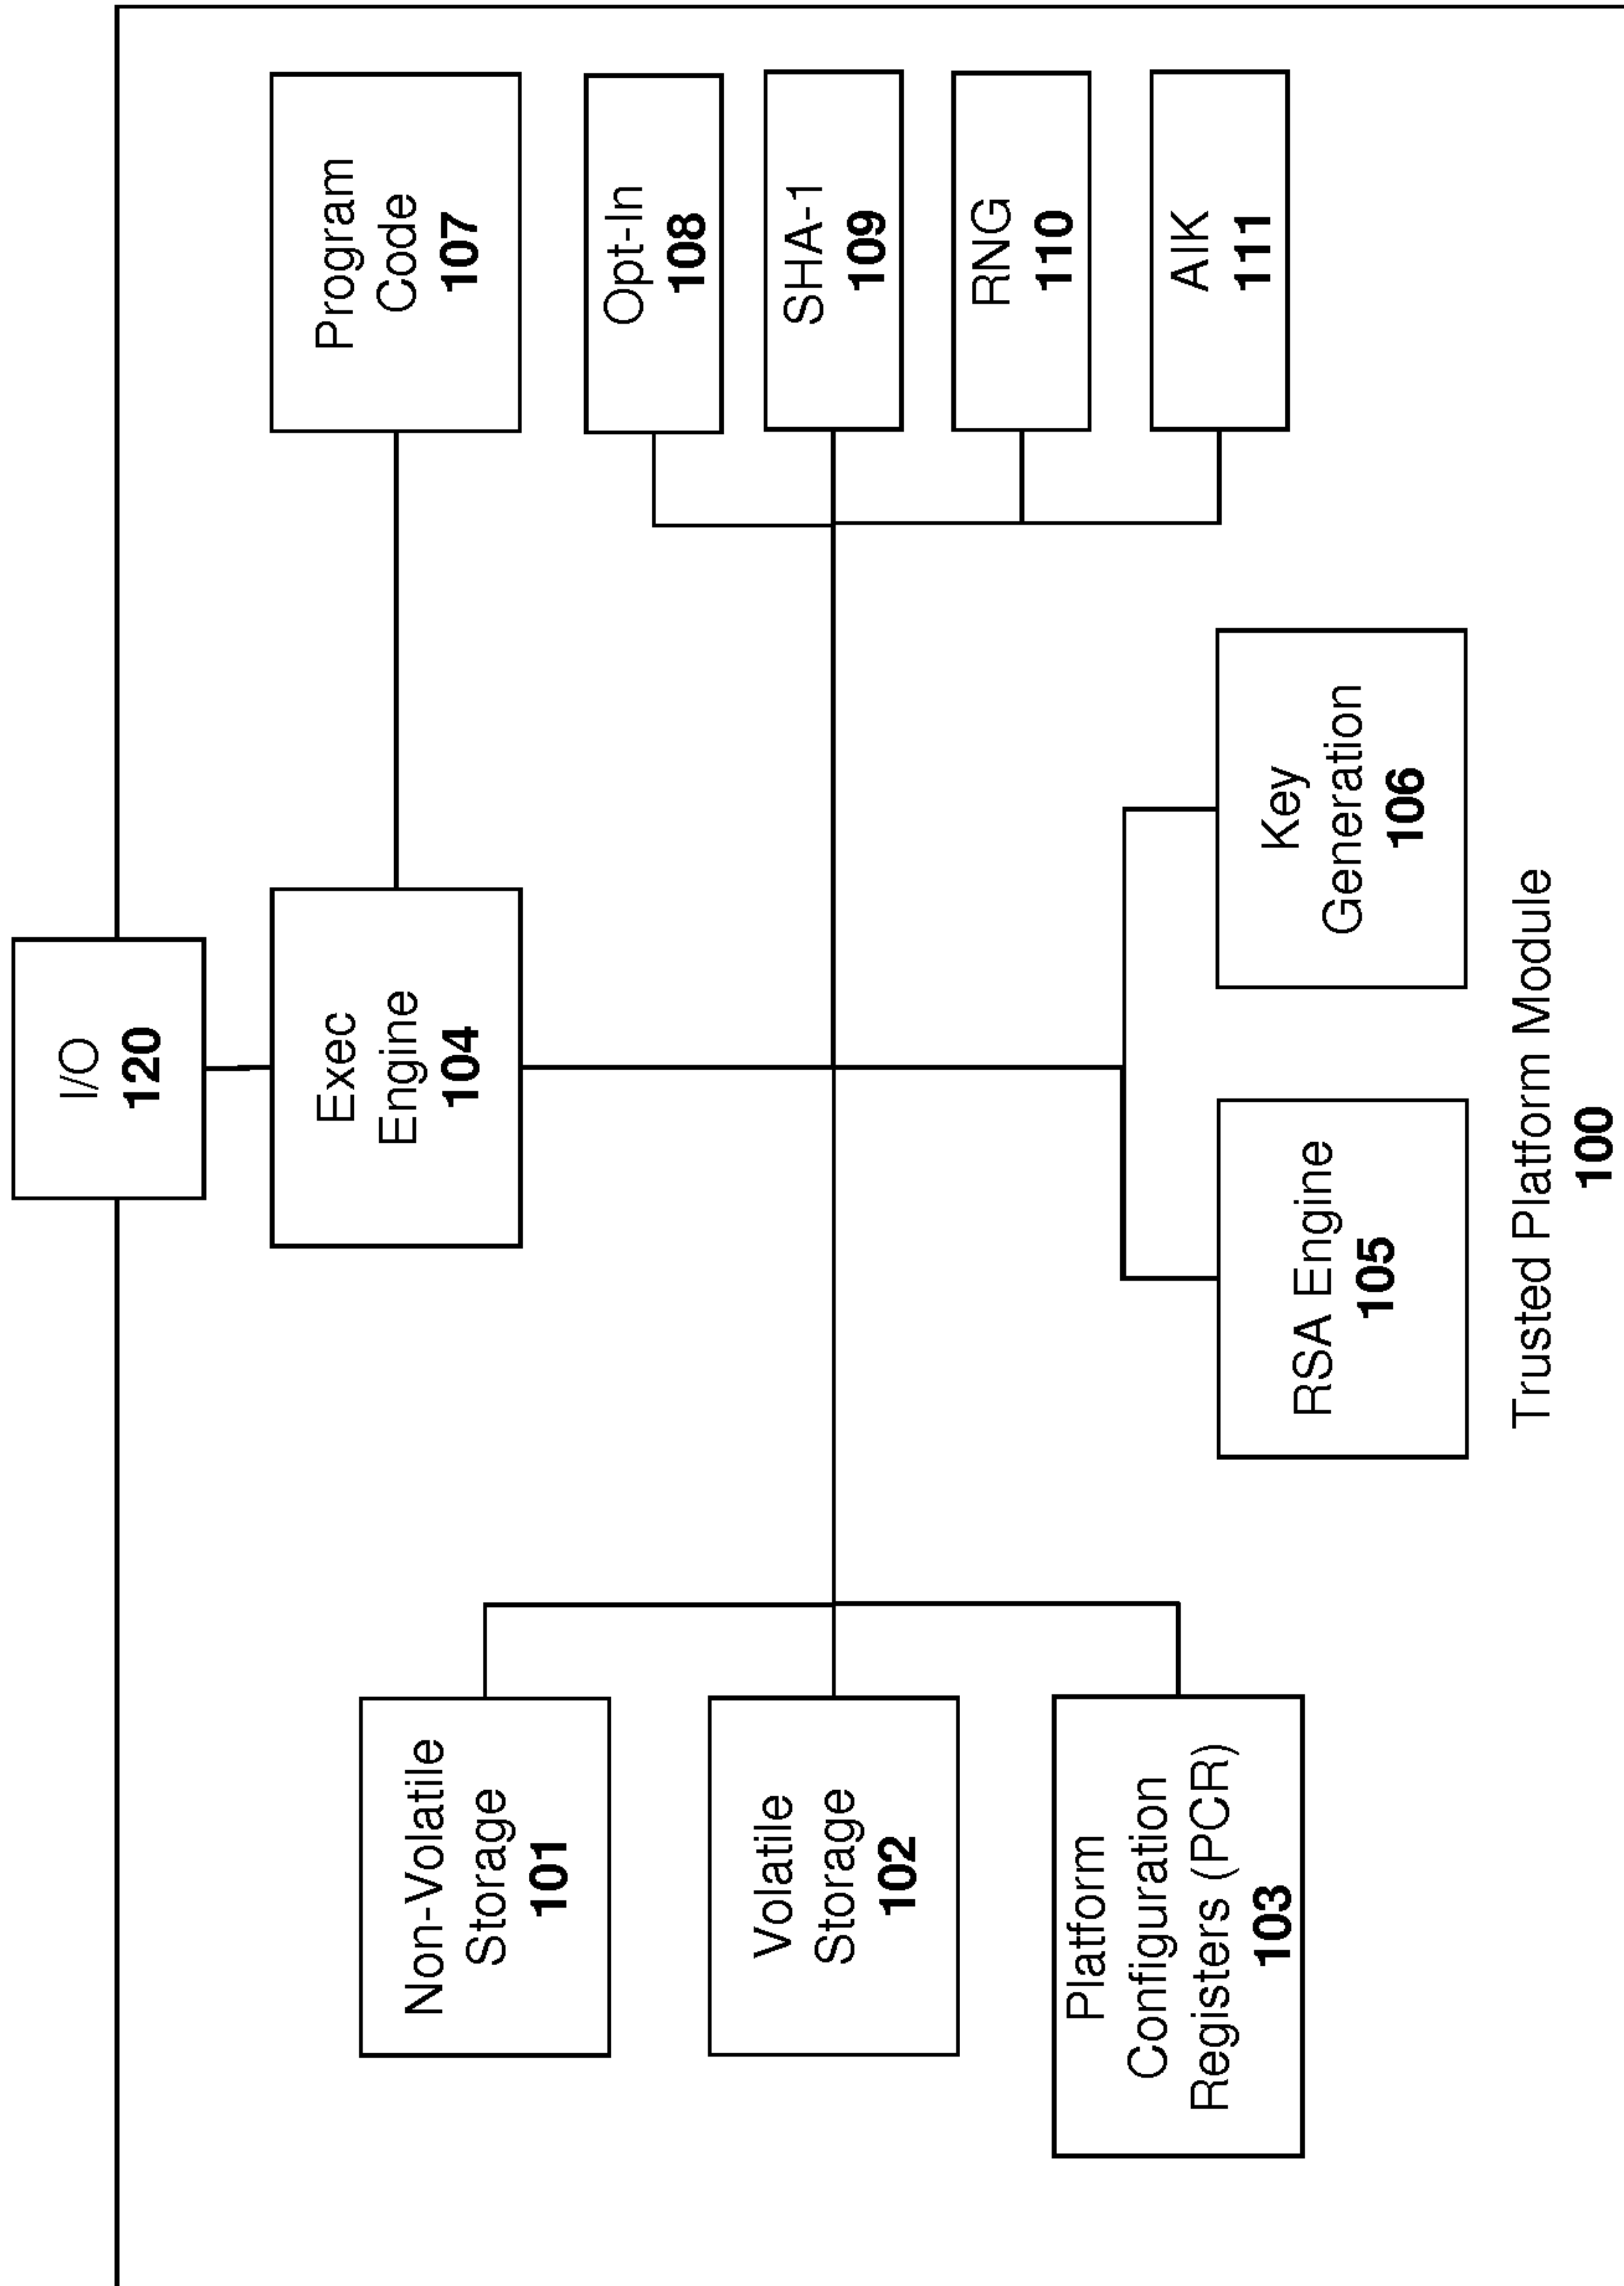 I/O
120
Non-Volatile
Storage
101
Volatile
Storage
102
Platform
Configuration
Registers (PCR)
103
Exec
Engine
104
RSA Engine
105
Key
Generation
106
Program
Code
107
Opt-In
108
SHA-1
109
RNG
110
AIK
111
Trusted Platform Module
100